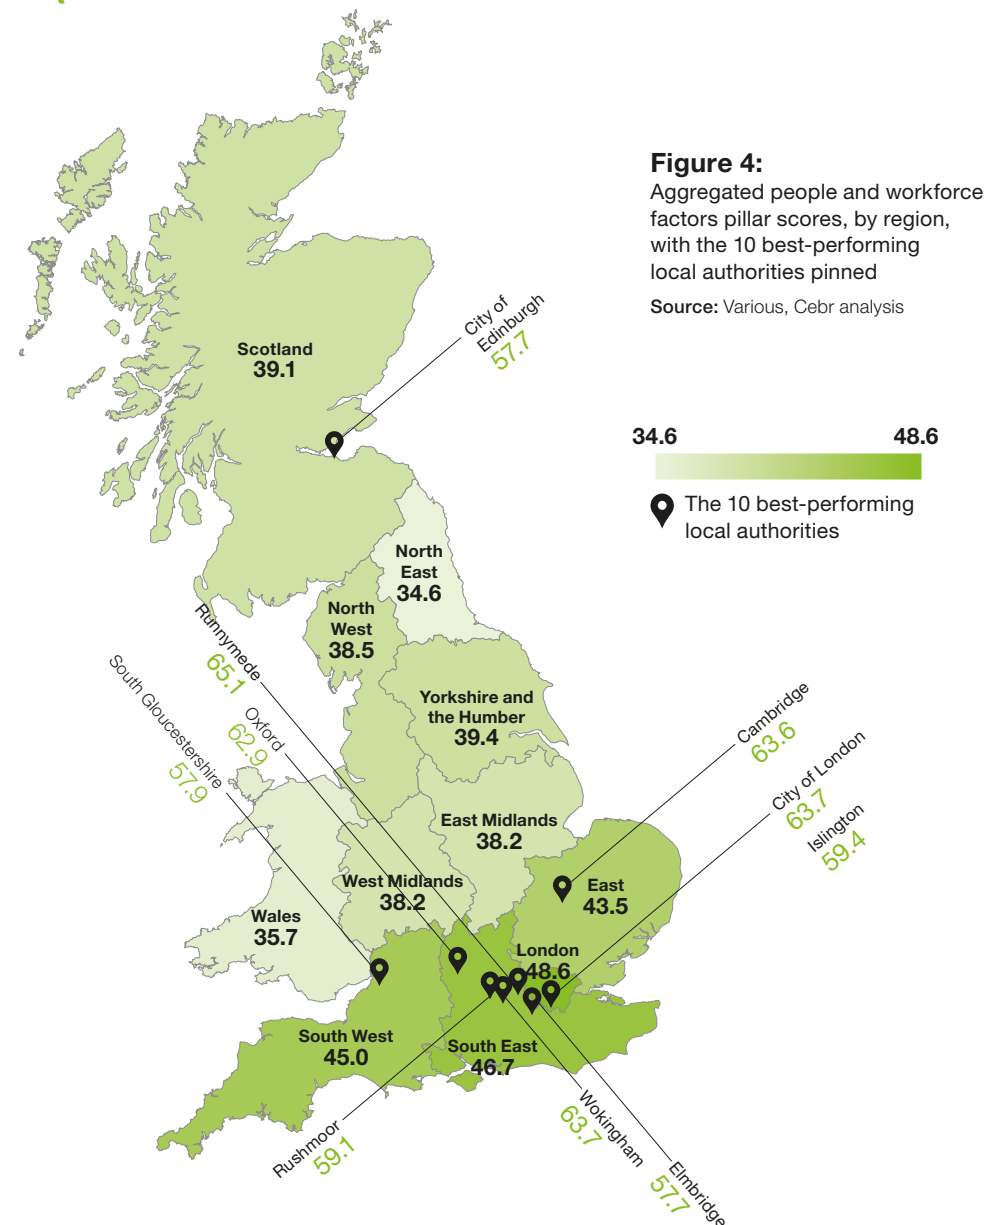 Figure 4:
Aggregated people and workforce
factors pillar scores, by region,
with the 10 best-performing
local authorities pinned
Source: Various, Cebr analysis
34.6
48.6
The 10 best-performing
local authorities
City of
Edinburgh
57.7
Scotland
39.1
North
East
34.6
North
West
38.5
Runnymede
65.1
South Gloucestershire
57.9
Oxford
62.9
Yorkshire and
the Humber
39.4
Cambridge
63.6
City of London
63.7
Islington
59.4
East Midlands
38.2
West Midlands
38.2
East
43.5
Wales
35.7
London
48.6
South West
45.0
South East
46.7
Rushmoor
59.1
Wokingham
63.7
Elmbridge
57.7